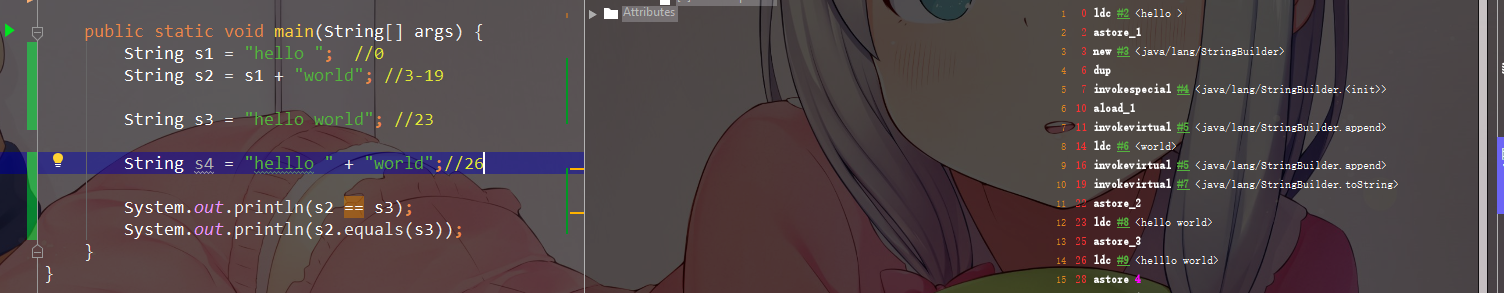 public static void main(String[] args) {
String s1 = "hello ";  //0
String s2 = s1 + "world"; //3-19
String s3 = "hello world"; //23
String s4 = "helllo " + "world";//26
System.out.println(s2 == s3);
System.out.println(s2.equals(s3));
}
}
Attributes
1 0 ldc #2 <hello >
2 2 astore_1
3 3 new #3 <java/lang/StringBuilder>
4 6 dup
5 7 invokespecial #4 <java/lang/StringBuilder.<init>>
6 10 aload_1
7 11 invokevirtual #5 <java/lang/StringBuilder.append>
8 14 ldc #6 <world>
9 16 invokevirtual #5 <java/lang/StringBuilder.append>
10 19 invokevirtual #7 <java/lang/StringBuilder.toString>
11 22 astore_2
12 23 ldc #8 <hello world>
13 25 astore_3
14 26 ldc #9 <helllo world>
15 28 astore 4